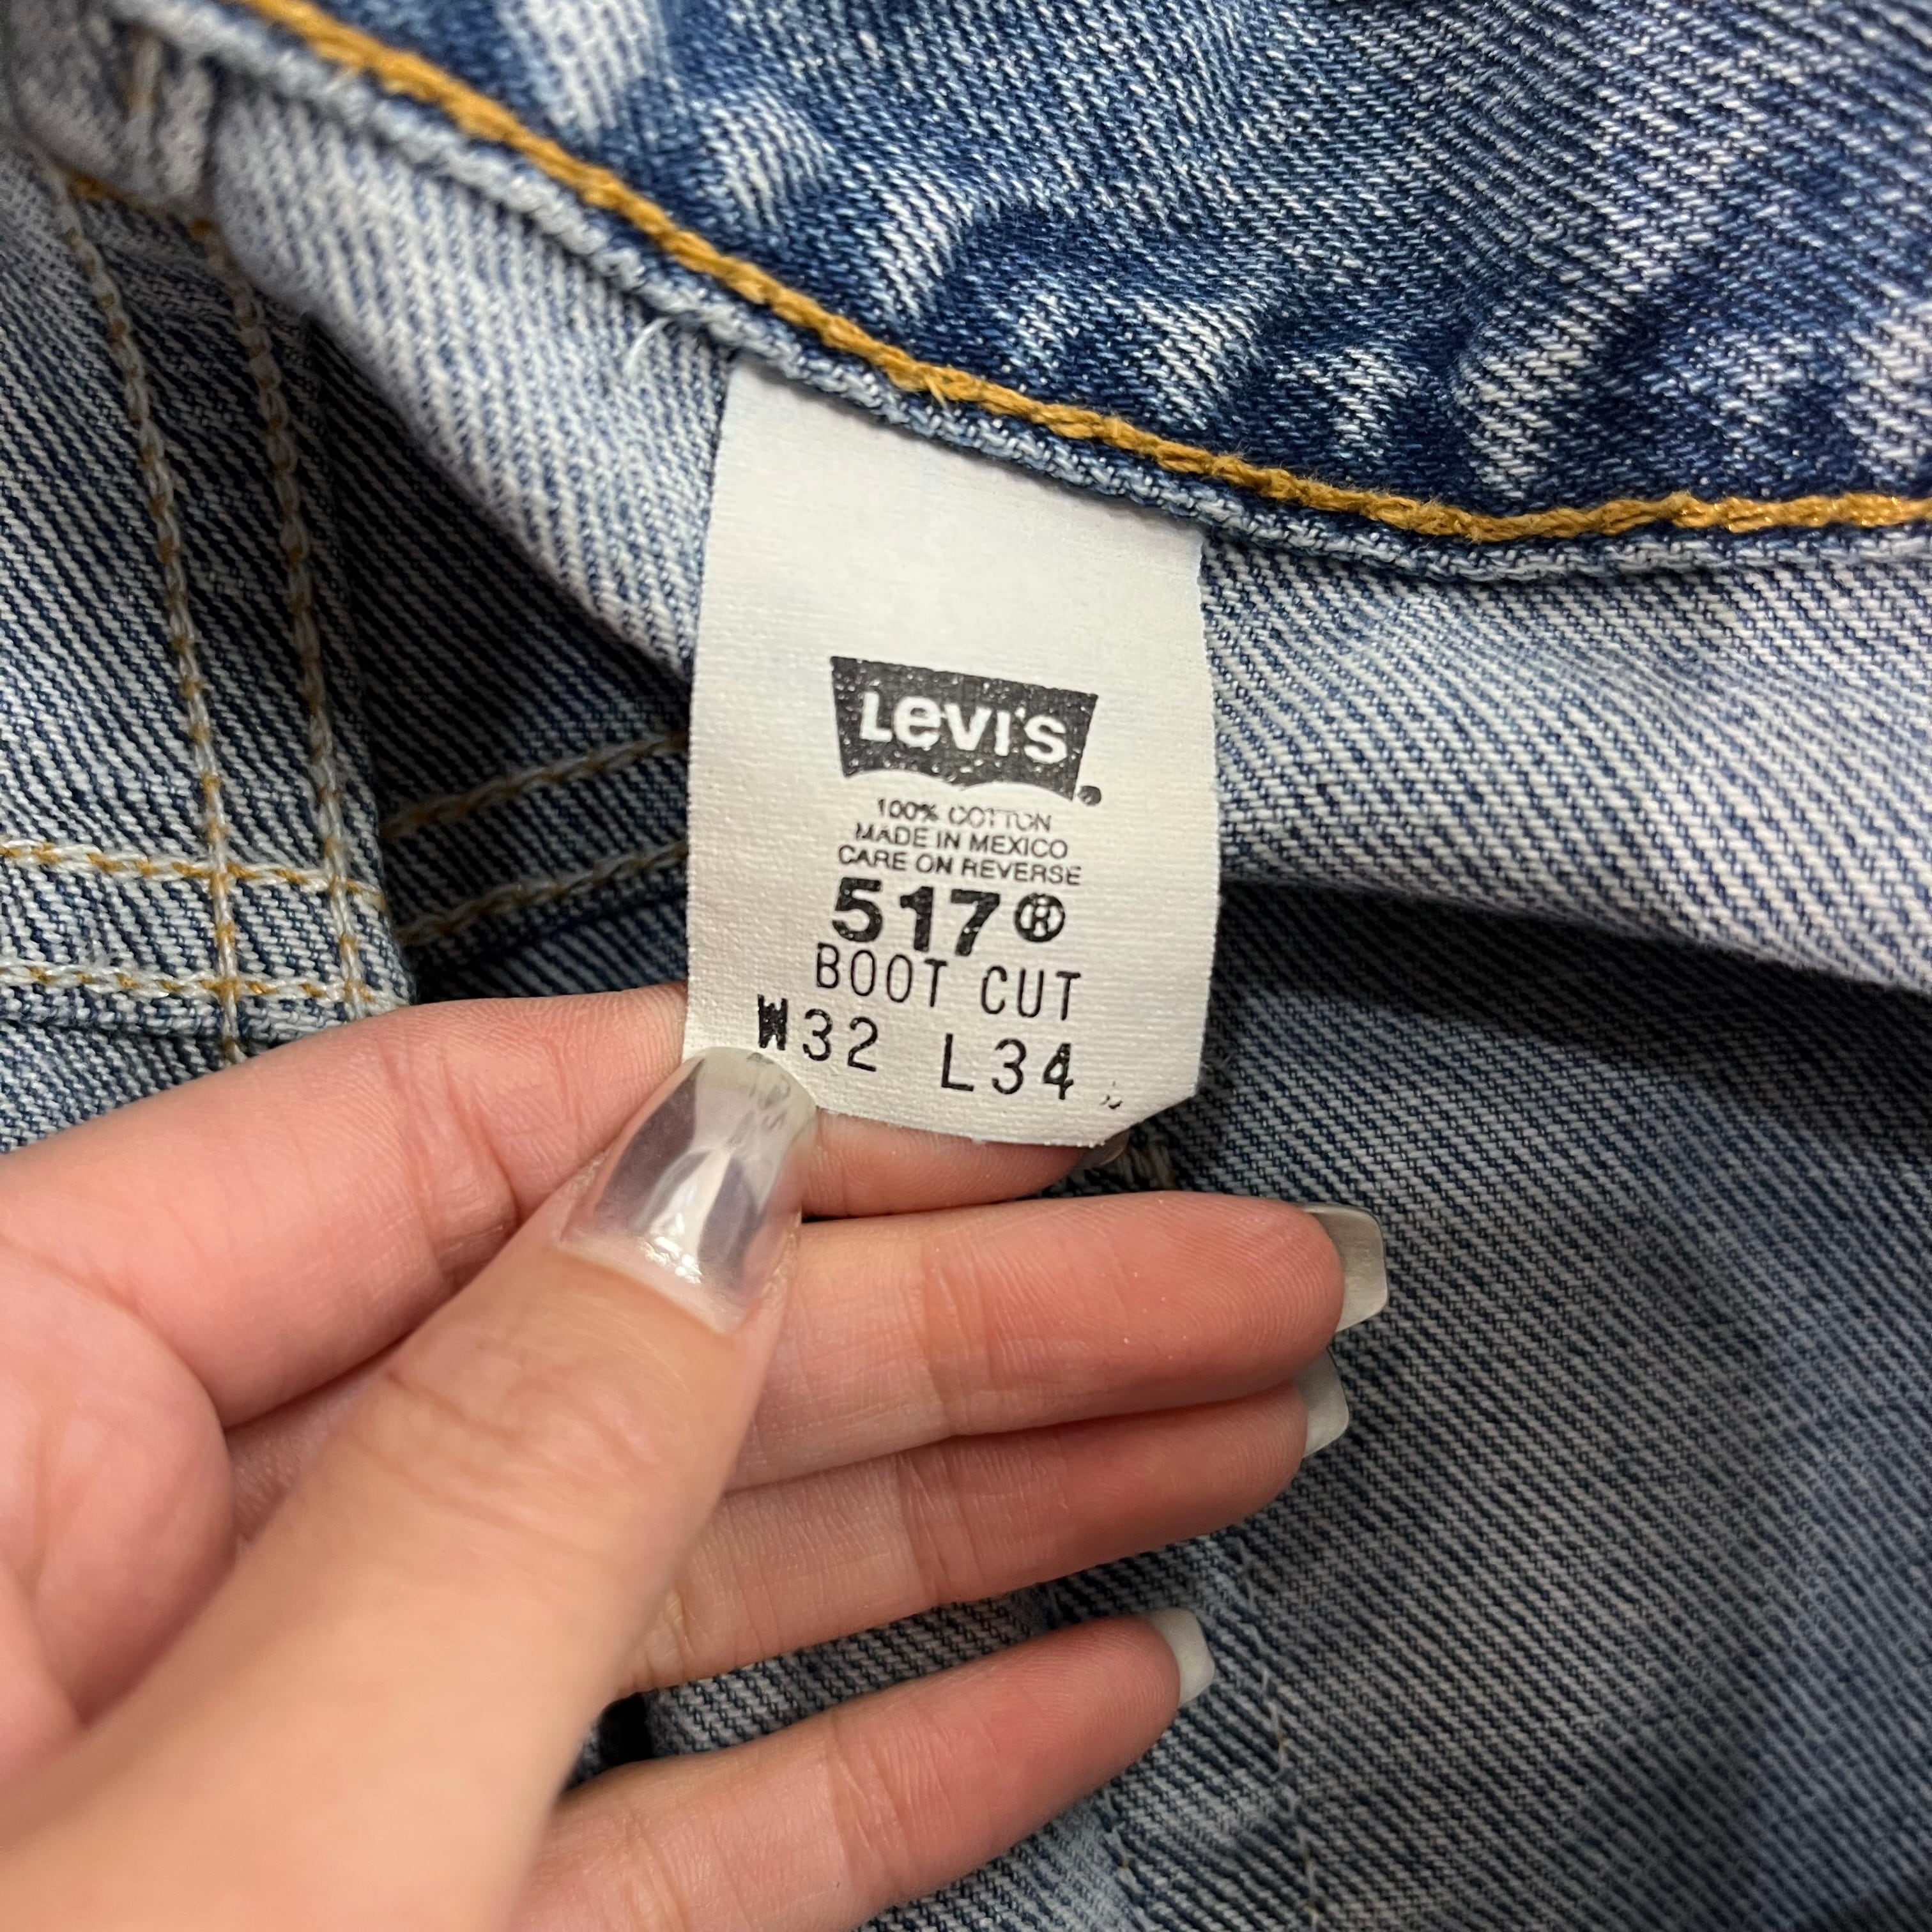 Levi's
100% COTTON
MADE IN MEXICO
CARE ON REVERSE
517®
BOOT CUT
W32 L34